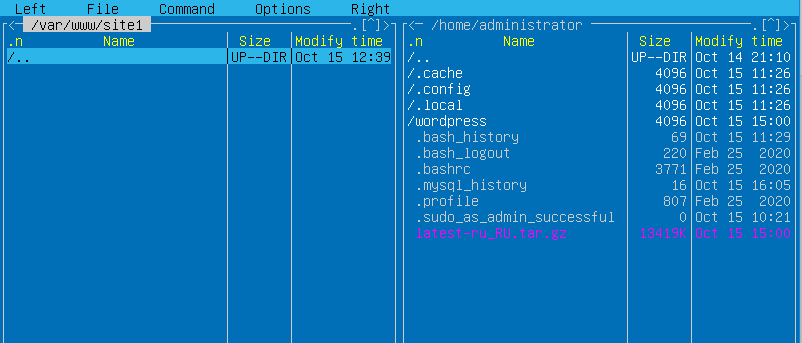 Left File Command Options Right
<─ /var/www/site1 .[^]>
.n Name Size Modify time
/.. UP--DIR Oct 15 12:39
<─ /home/administrator .[^]>
.n Name Size Modify time
/.. UP--DIR Oct 14 21:10
/.cache 4096 Oct 15 11:26
/.config 4096 Oct 15 11:26
/.local 4096 Oct 15 11:26
/wordpress 4096 Oct 15 15:00
.bash_history 69 Oct 15 11:29
.bash_logout 220 Feb 25 2020
.bashrc 3771 Feb 25 2020
.mysql_history 16 Oct 15 16:05
.profile 807 Feb 25 2020
.sudo_as_admin_successful 0 Oct 15 10:21
latest-ru_RU.tar.gz 13419K Oct 15 15:00